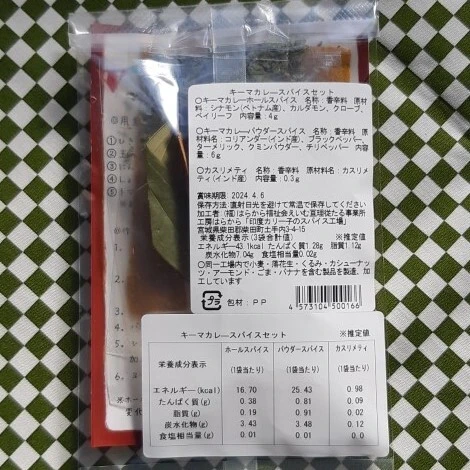 キーマカレースパイスセット
〇キーマカレーホールスパイス 名称:香辛料 原材
料:シナモン(ベトナム産)、カルダモン、クローブ、
ベイリーフ 内容量:4g
〇キーマカレーパウダースパイス 名称:香辛料 原
材料名:コリアンダー(インド産)、ブラックペッパー、
ターメリック、クミンパウダー、チリペッパー 内容量
:6g
〇カスリメティ 名称:香辛料 原材料名:カスリメ
ティ(インド産) 内容量:0.3g
賞味期限:2024 4.6
保存方法:直射日光を避けて常温で保存してください
加工者:(福)はらから福祉会えいむ亘理従たる事業所
工房はらから「印度カリー子のスパイス工場」
宮城県柴田郡柴田町土手内3-4-15
栄養成分表示(3袋合計値) ※推定値
エネルギー43.1kcal たんぱく質1.28g 脂質1.12g
炭水化物7.04g 食塩相当量0.02g
〇同一工場内で小麦・落花生・くるみ・カシューナッ
ツ・アーモンド・ごま・バナナを含む製品を製造、加
工しています
プラ 包材:PP
4 573104 500166
キーマカレースパイスセット ※推定値
栄養成分表示 ホールスパイス パウダースパイス カスリメティ
(1袋当たり) (1袋当たり) (1袋当たり)
エネルギー(kcal) 16.70 25.43 0.98
たんぱく質(g) 0.38 0.81 0.09
脂質(g) 0.19 0.91 0.02
炭水化物(g) 3.43 3.48 0.12
食塩相当量(g) 0.01 0.01 0.0